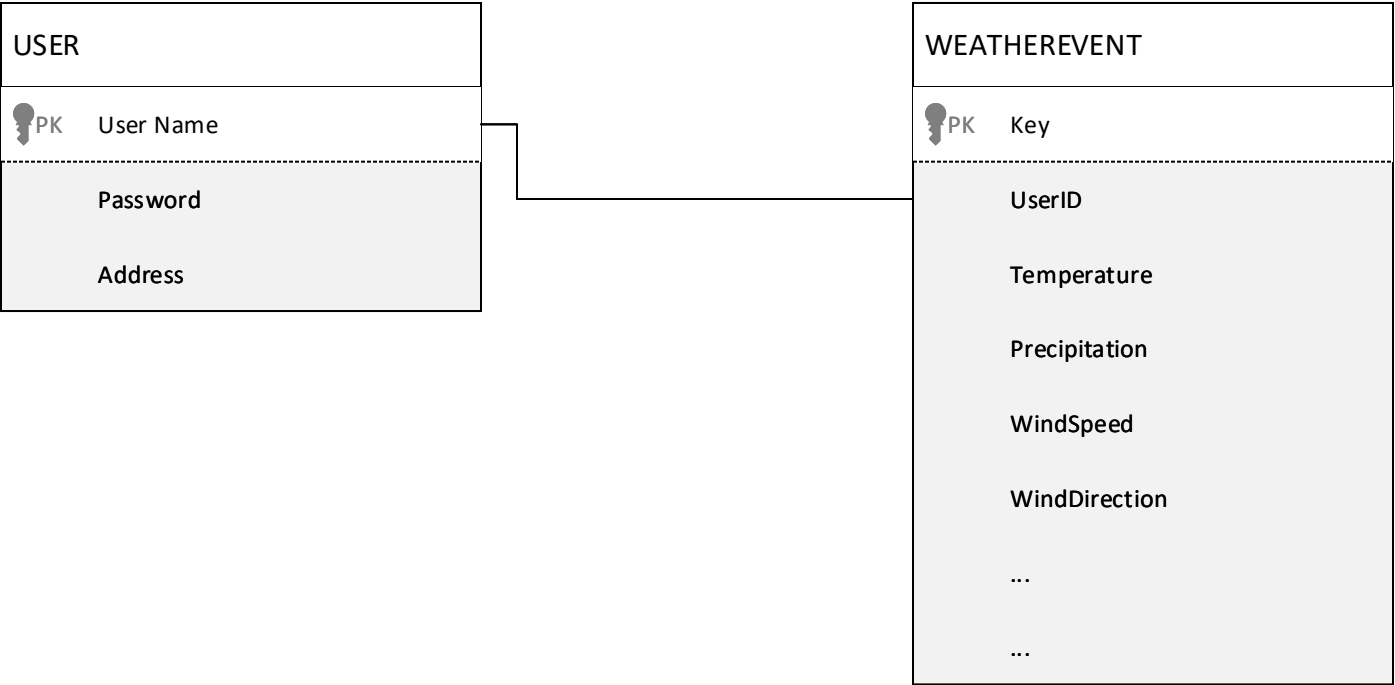 USER
PK User Name
Password
Address
WEATHEREVENT
PK Key
UserID
Temperature
Precipitation
WindSpeed
WindDirection
...
...